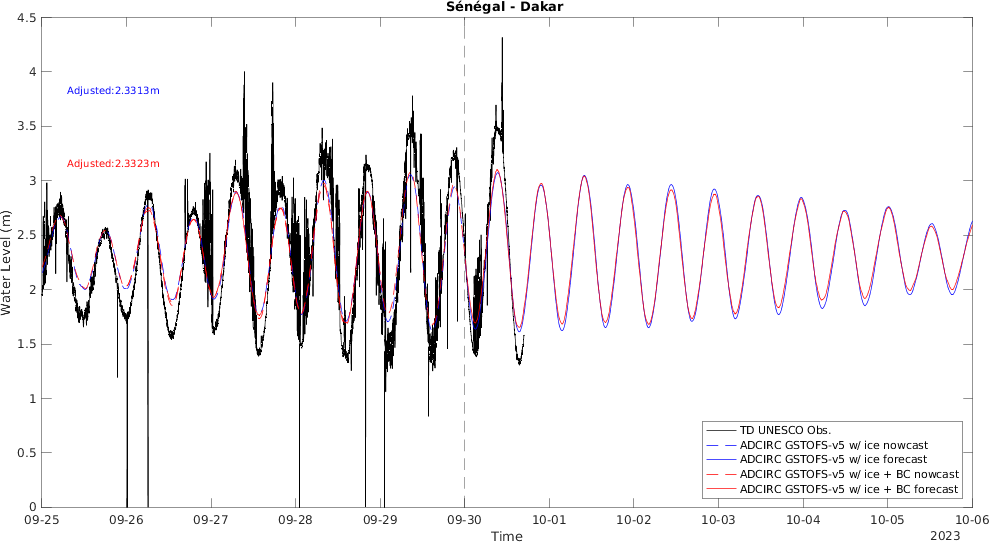 Sénégal - Dakar
Water Level (m)
4.5
4
3.5
3
2.5
2
1.5
1
0.5
0
Adjusted:2.3313m
Adjusted:2.3323m
TD UNESCO Obs.
ADCIRC GSTOFS-v5 w/ ice nowcast
ADCIRC GSTOFS-v5 w/ ice forecast
ADCIRC GSTOFS-v5 w/ ice + BC nowcast
ADCIRC GSTOFS-v5 w/ ice + BC forecast
09-25 09-26 09-27 09-28 09-29 09-30 10-01 10-02 10-03 10-04 10-05 10-06
Time
2023